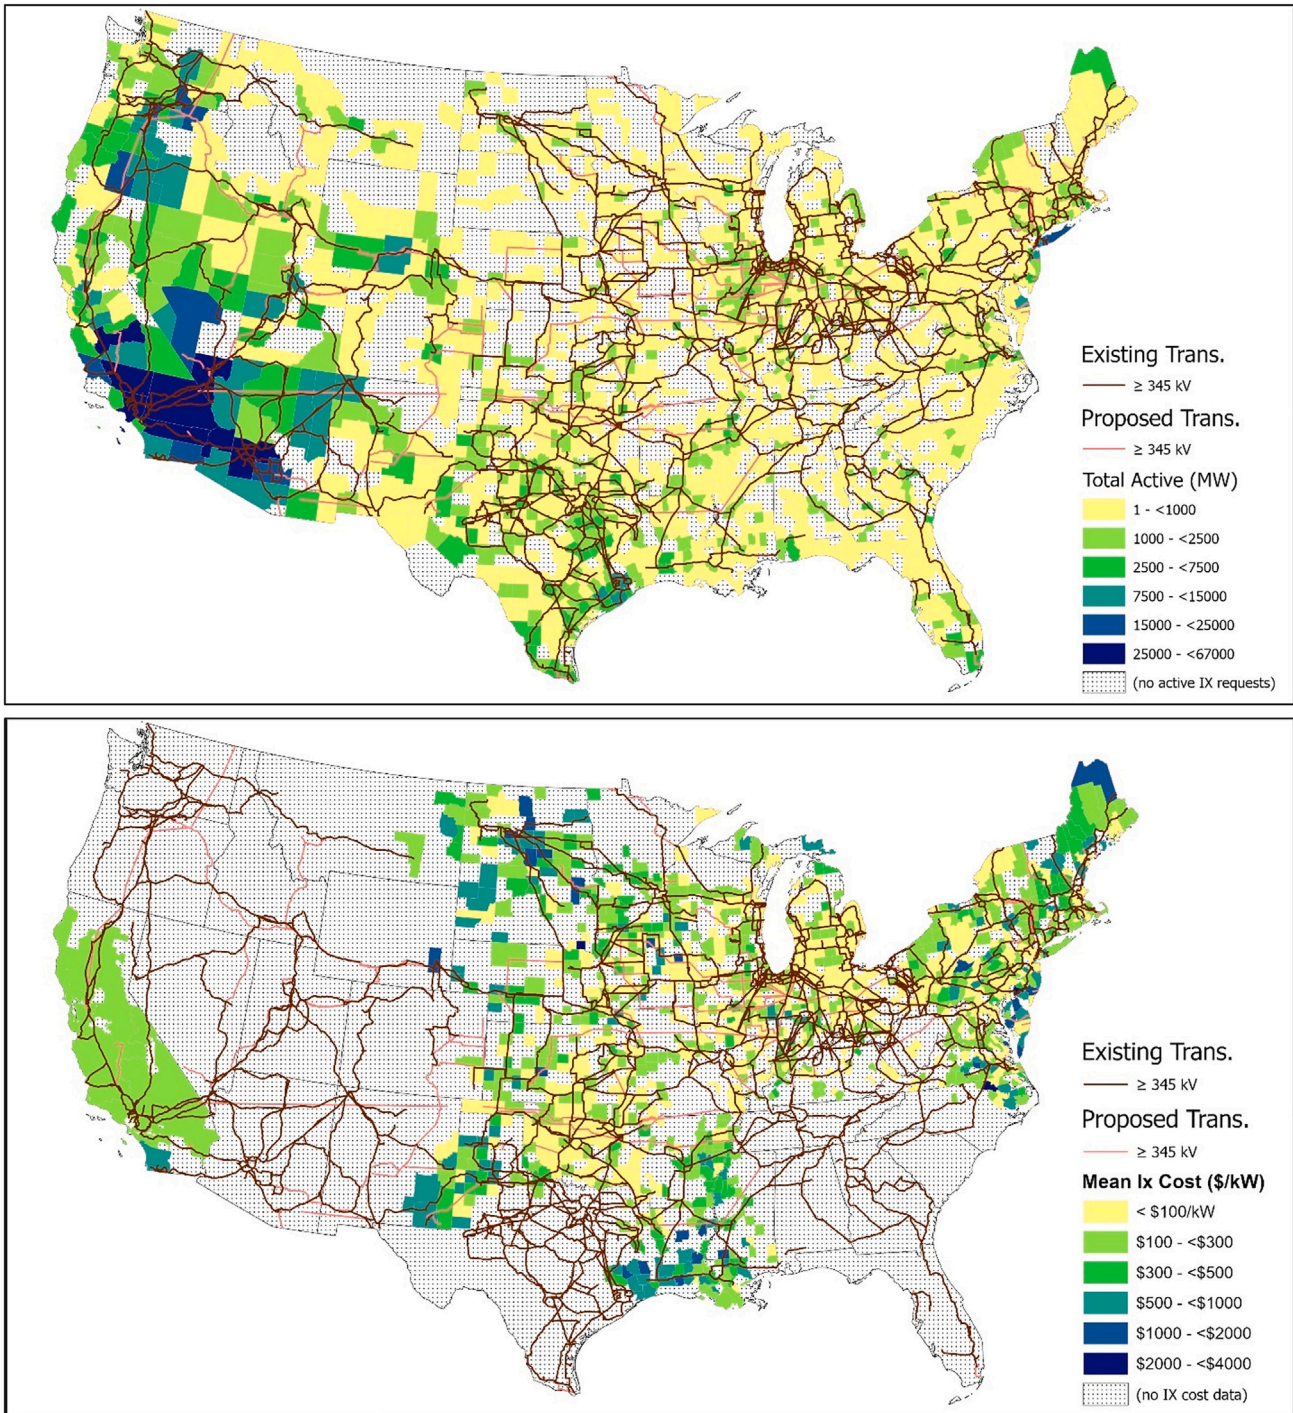 Existing Trans.
≥ 345 kV
Proposed Trans.
≥ 345 kV
Total Active (MW)
1 - <1000
1000 - <2500
2500 - <7500
7500 - <15000
15000 - <25000
25000 - <67000
(no active IX requests)
Existing Trans.
≥ 345 kV
Proposed Trans.
≥ 345 kV
Mean Ix Cost ($/kW)
< $100/kW
$100 - <$300
$300 - <$500
$500 - <$1000
$1000 - <$2000
$2000 - <$4000
(no IX cost data)